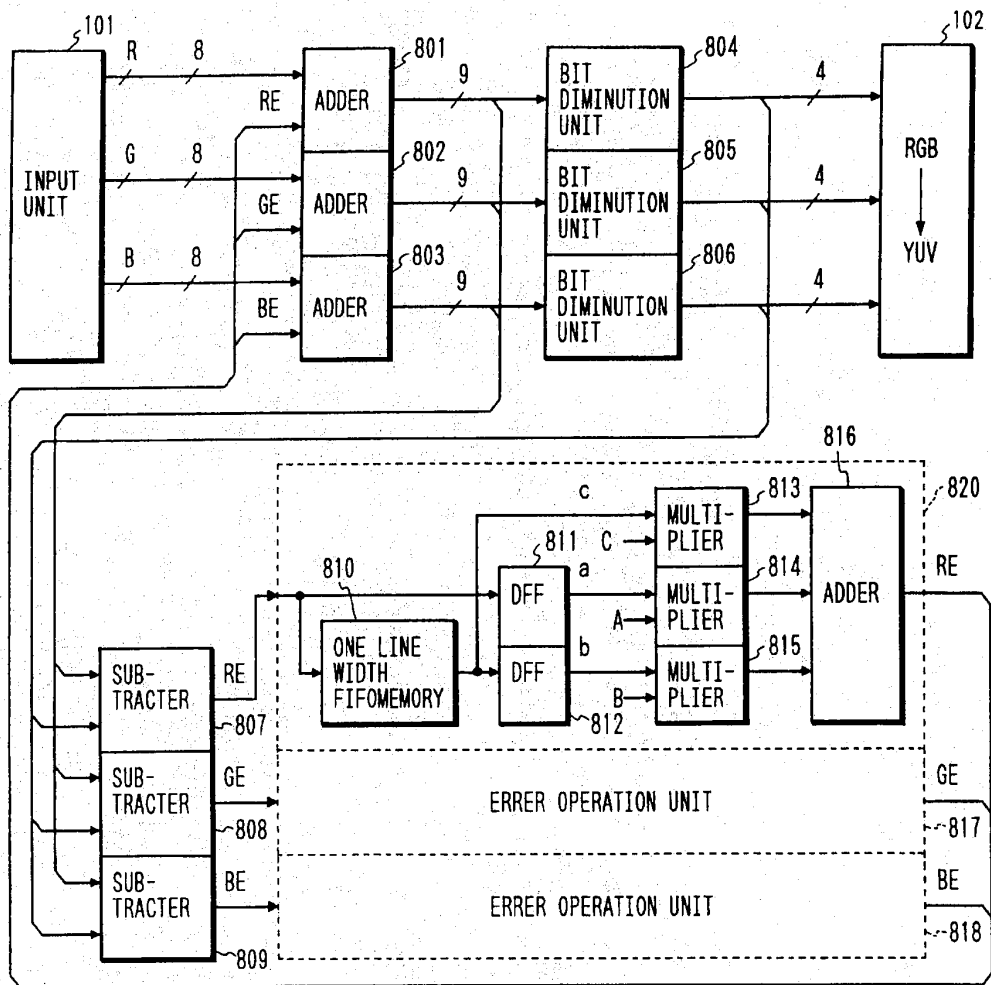 101
R 8
801
9
804
4
102
RE
ADDER
BIT
DIMINUTION
UNIT
G 8
802
9
805
4
INPUT
UNIT
GE
ADDER
BIT
DIMINUTION
UNIT
RGB
YUV
B 8
803
9
806
4
BE
ADDER
BIT
DIMINUTION
UNIT
816
820
c
813
C
MULTI-
PLIER
810
811
a
814
RE
DFF
A
MULTI-
PLIER
ADDER
ONE LINE
WIDTH
FIFOMEMORY
b
815
DFF
B
MULTI-
PLIER
812
SUB-
TRACTER
RE
807
SUB-
TRACTER
GE
808
ERRER OPERATION UNIT
GE
817
SUB-
TRACTER
BE
809
ERRER OPERATION UNIT
BE
818